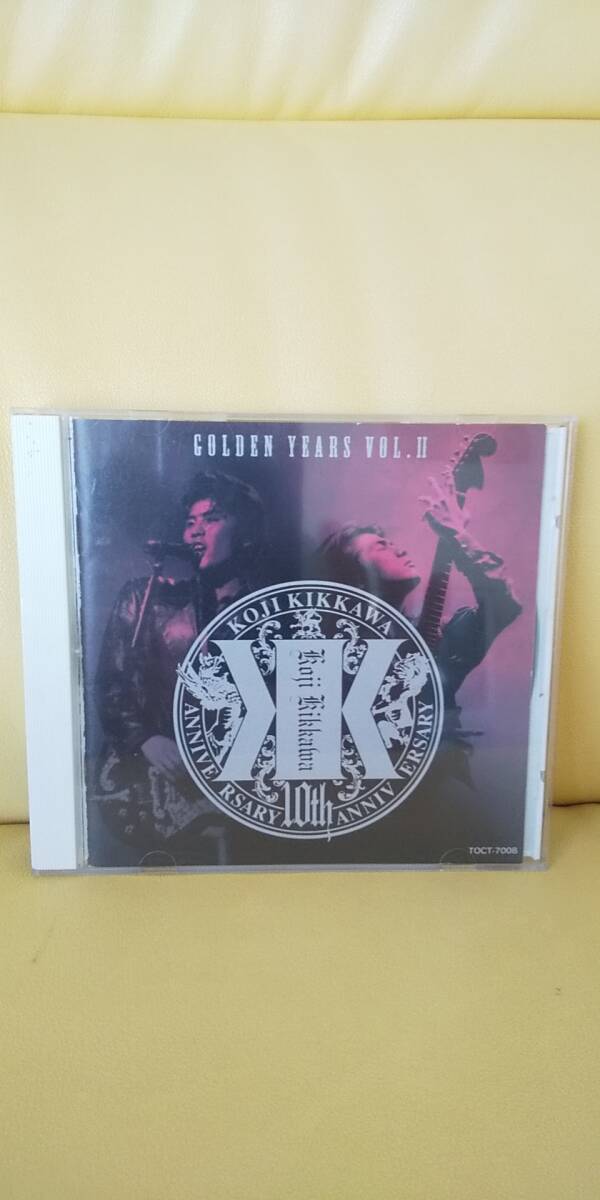 GOLDEN YEARS VOL.II
KOJI KIKKAWA
Koji Kikkawa
ANNIVERSARY 10th ANNIVERSARY
TOCT-7008